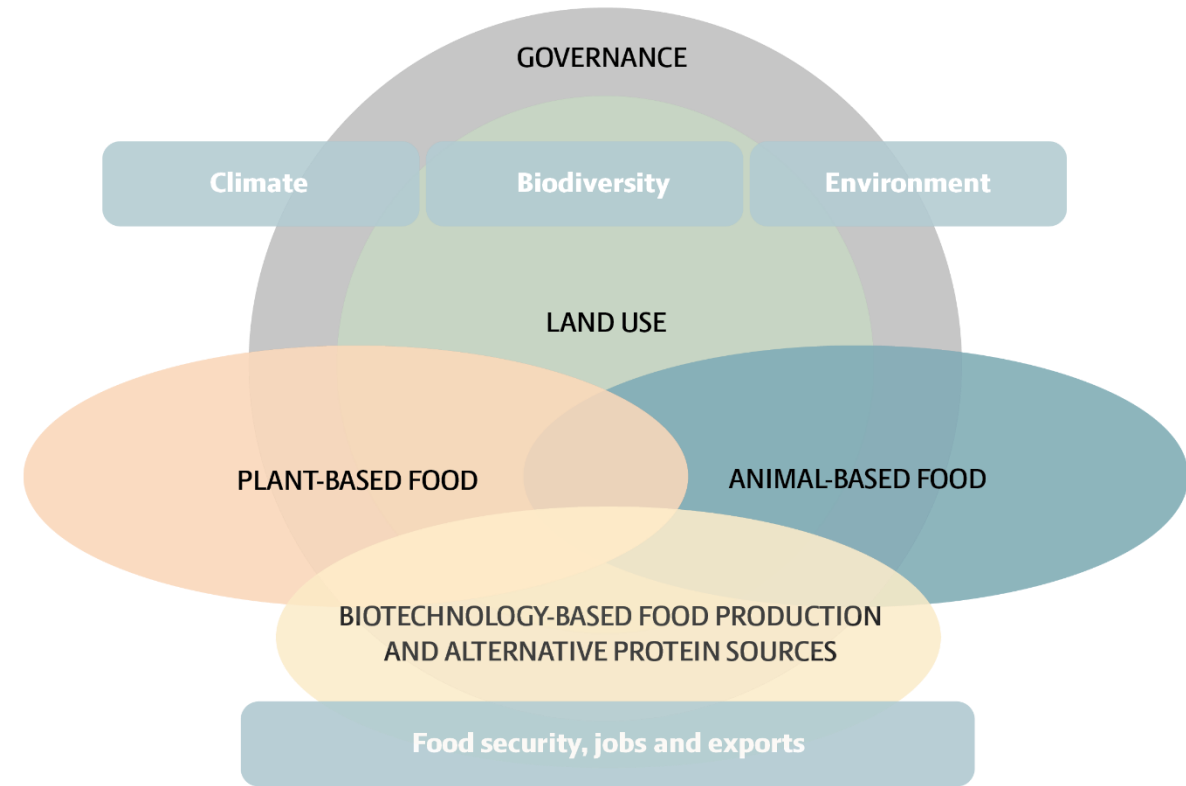 GOVERNANCE
Climate
Biodiversity
Environment
LAND USE
PLANT-BASED FOOD
ANIMAL-BASED FOOD
BIOTECHNOLOGY-BASED FOOD PRODUCTION
AND ALTERNATIVE PROTEIN SOURCES
Food security, jobs and exports